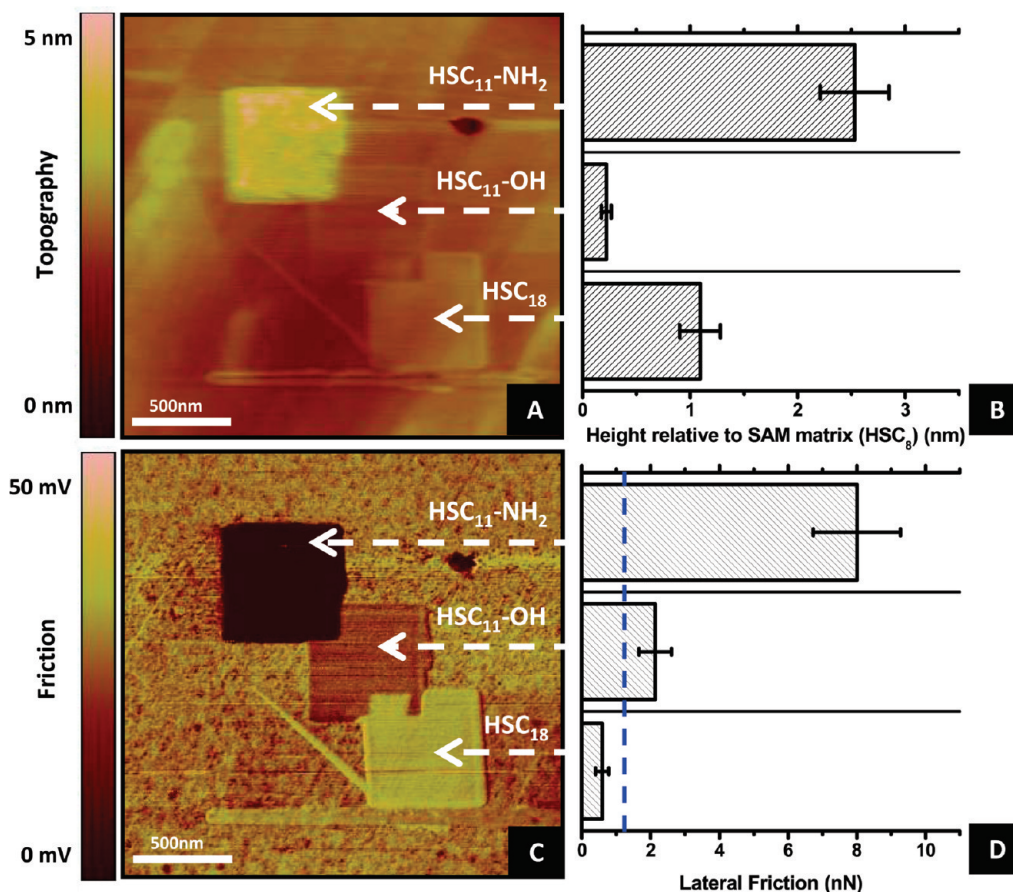 5 nm
Topography
0 nm
HSC₁₁-NH₂
HSC₁₁-OH
HSC₁₈
500nm
A
0 1 2 3
B
Height relative to SAM matrix (HSC₈) (nm)
50 mV
Friction
0 mV
HSC₁₁-NH₂
HSC₁₁-OH
HSC₁₈
500nm
C
0 2 4 6 8 10
D
Lateral Friction (nN)